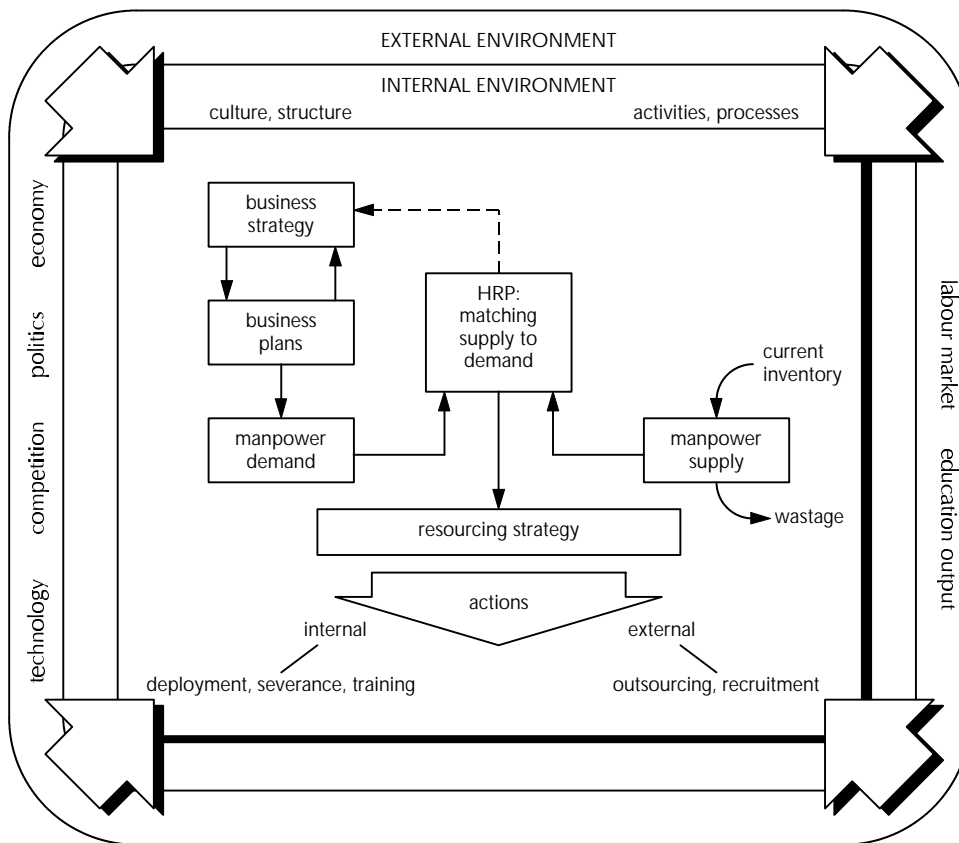 EXTERNAL ENVIRONMENT
INTERNAL ENVIRONMENT
culture, structure
activities, processes
economy
politics
competition
technology
business
strategy
business
plans
manpower
demand
HRP:
matching
supply to
demand
current
inventory
manpower
supply
wastage
resourcing strategy
actions
internal
external
deployment, severance, training
outsourcing, recruitment
labour market
education output